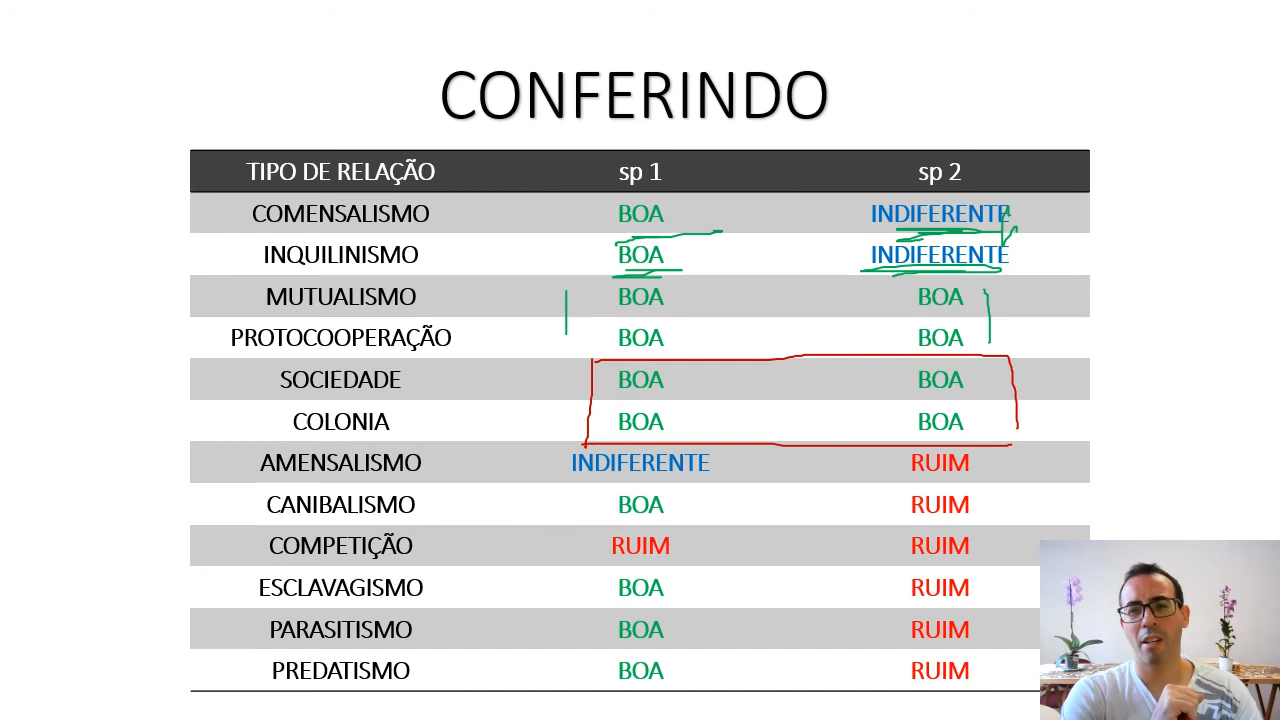 CONFERINDO
TIPO DE RELAÇÃO sp 1 sp 2
COMENSALISMO BOA INDIFERENTE
INQUILINISMO BOA INDIFERENTE
MUTUALISMO BOA BOA
PROTOCOOPERAÇÃO BOA BOA
SOCIEDADE BOA BOA
COLONIA BOA BOA
AMENSALISMO INDIFERENTE RUIM
CANIBALISMO BOA RUIM
COMPETIÇÃO RUIM RUIM
ESCLAVAGISMO BOA RUIM
PARASITISMO BOA RUIM
PREDATISMO BOA RUIM